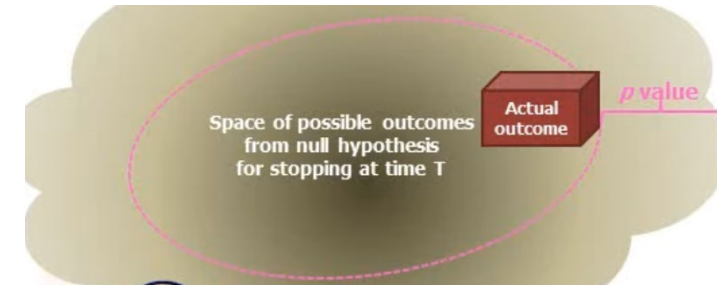 Space of possible outcomes
from null hypothesis
for stopping at time T
Actual
outcome
p value